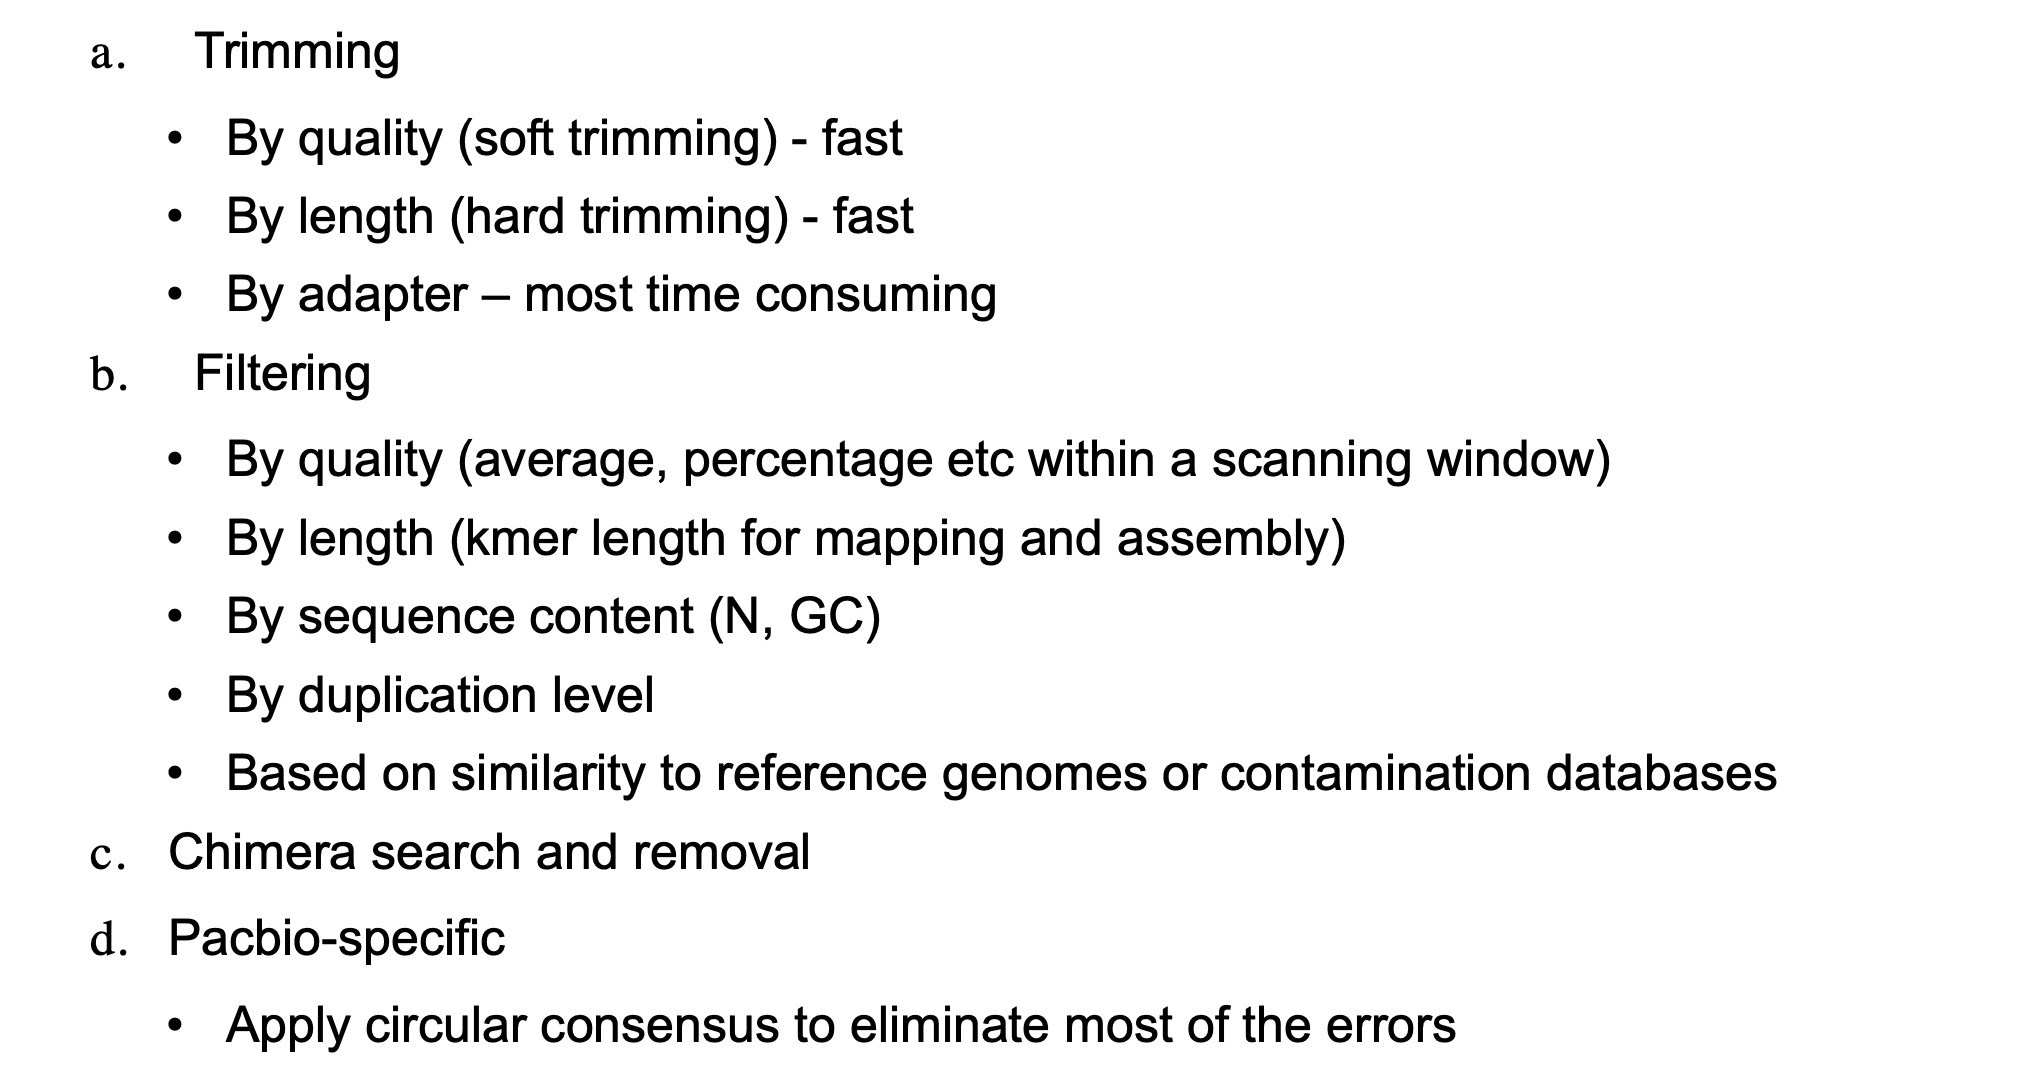 a. Trimming
• By quality (soft trimming) - fast
• By length (hard trimming) - fast
• By adapter – most time consuming
b. Filtering
• By quality (average, percentage etc within a scanning window)
• By length (kmer length for mapping and assembly)
• By sequence content (N, GC)
• By duplication level
• Based on similarity to reference genomes or contamination databases
c. Chimera search and removal
d. Pacbio-specific
• Apply circular consensus to eliminate most of the errors